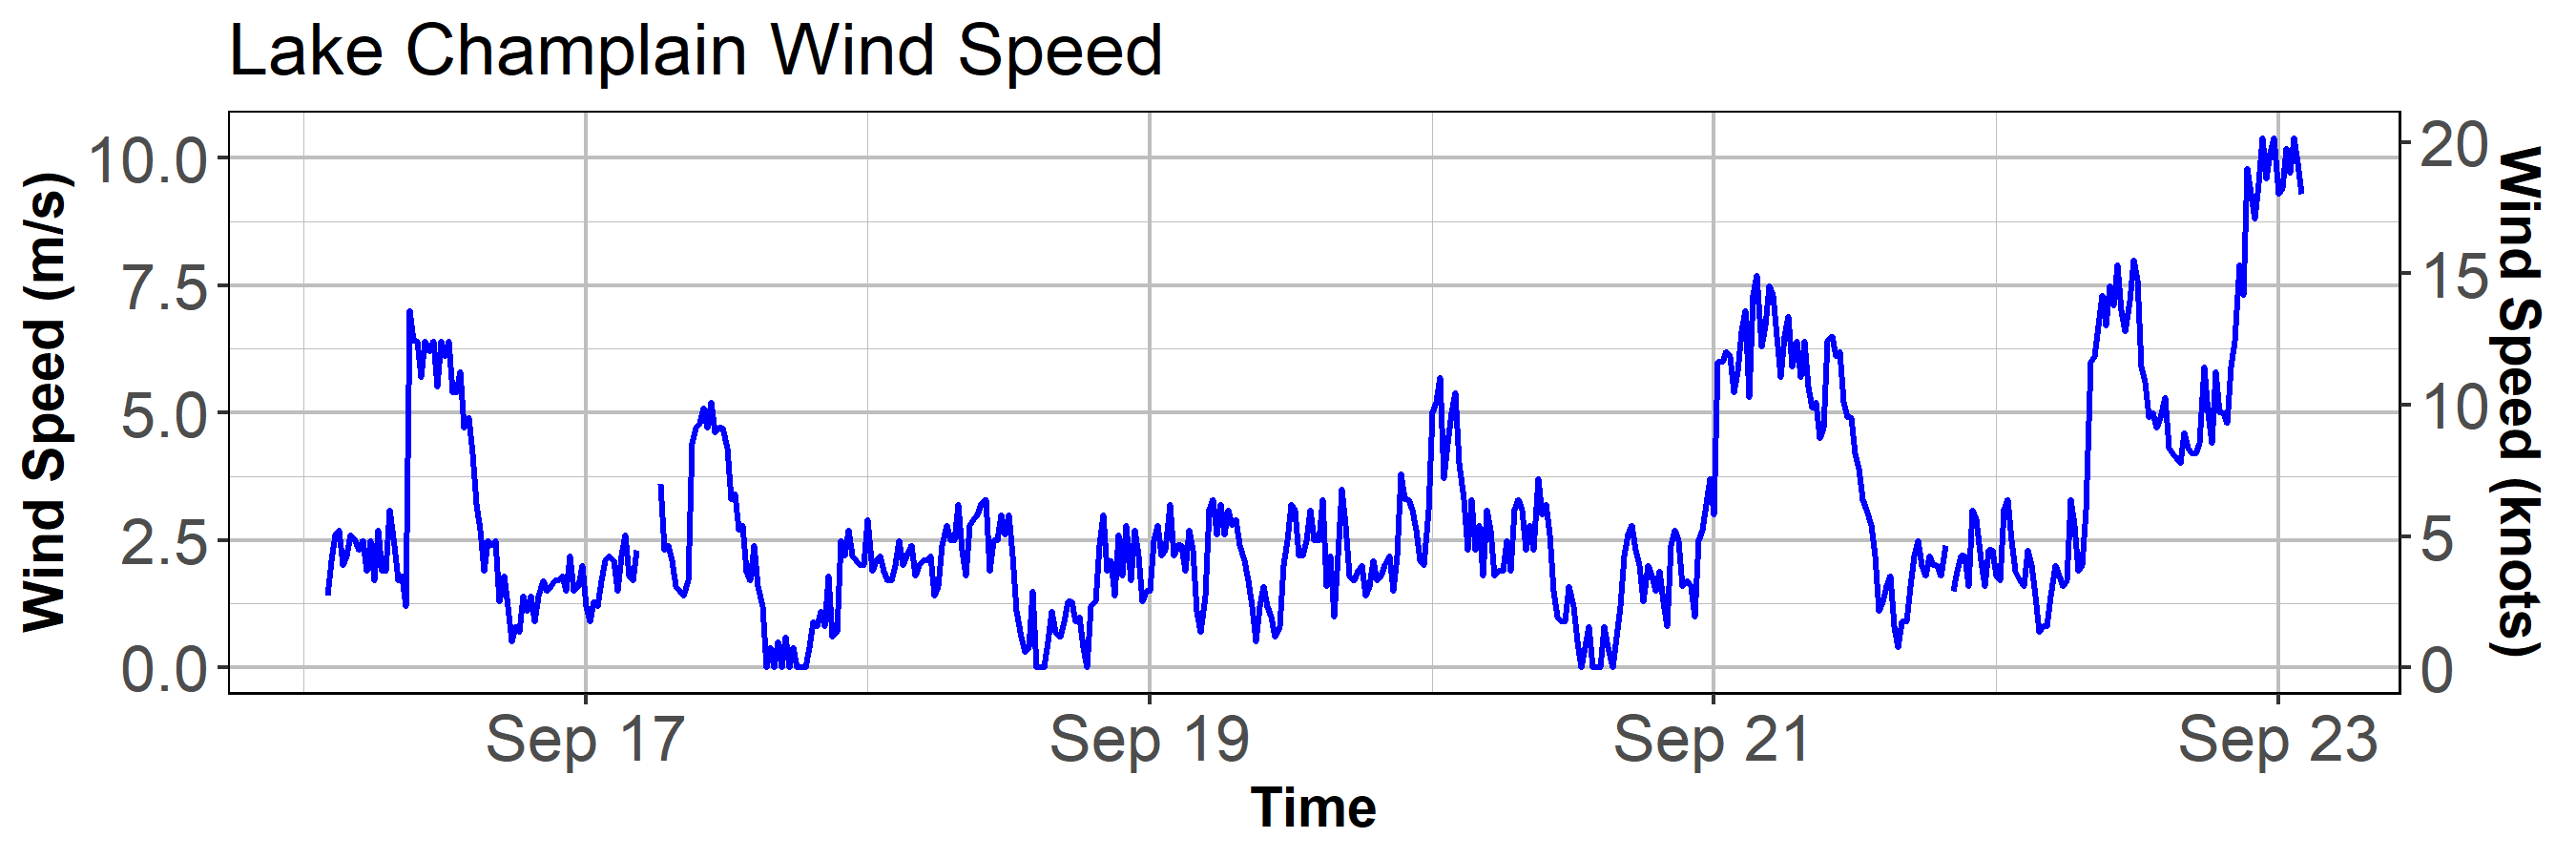 Lake Champlain Wind Speed
Wind Speed (m/s)
10.0
7.5
5.0
2.5
0.0
20
15
10
5
0
Wind Speed (knots)
Sep 17 Sep 19 Sep 21 Sep 23
Time